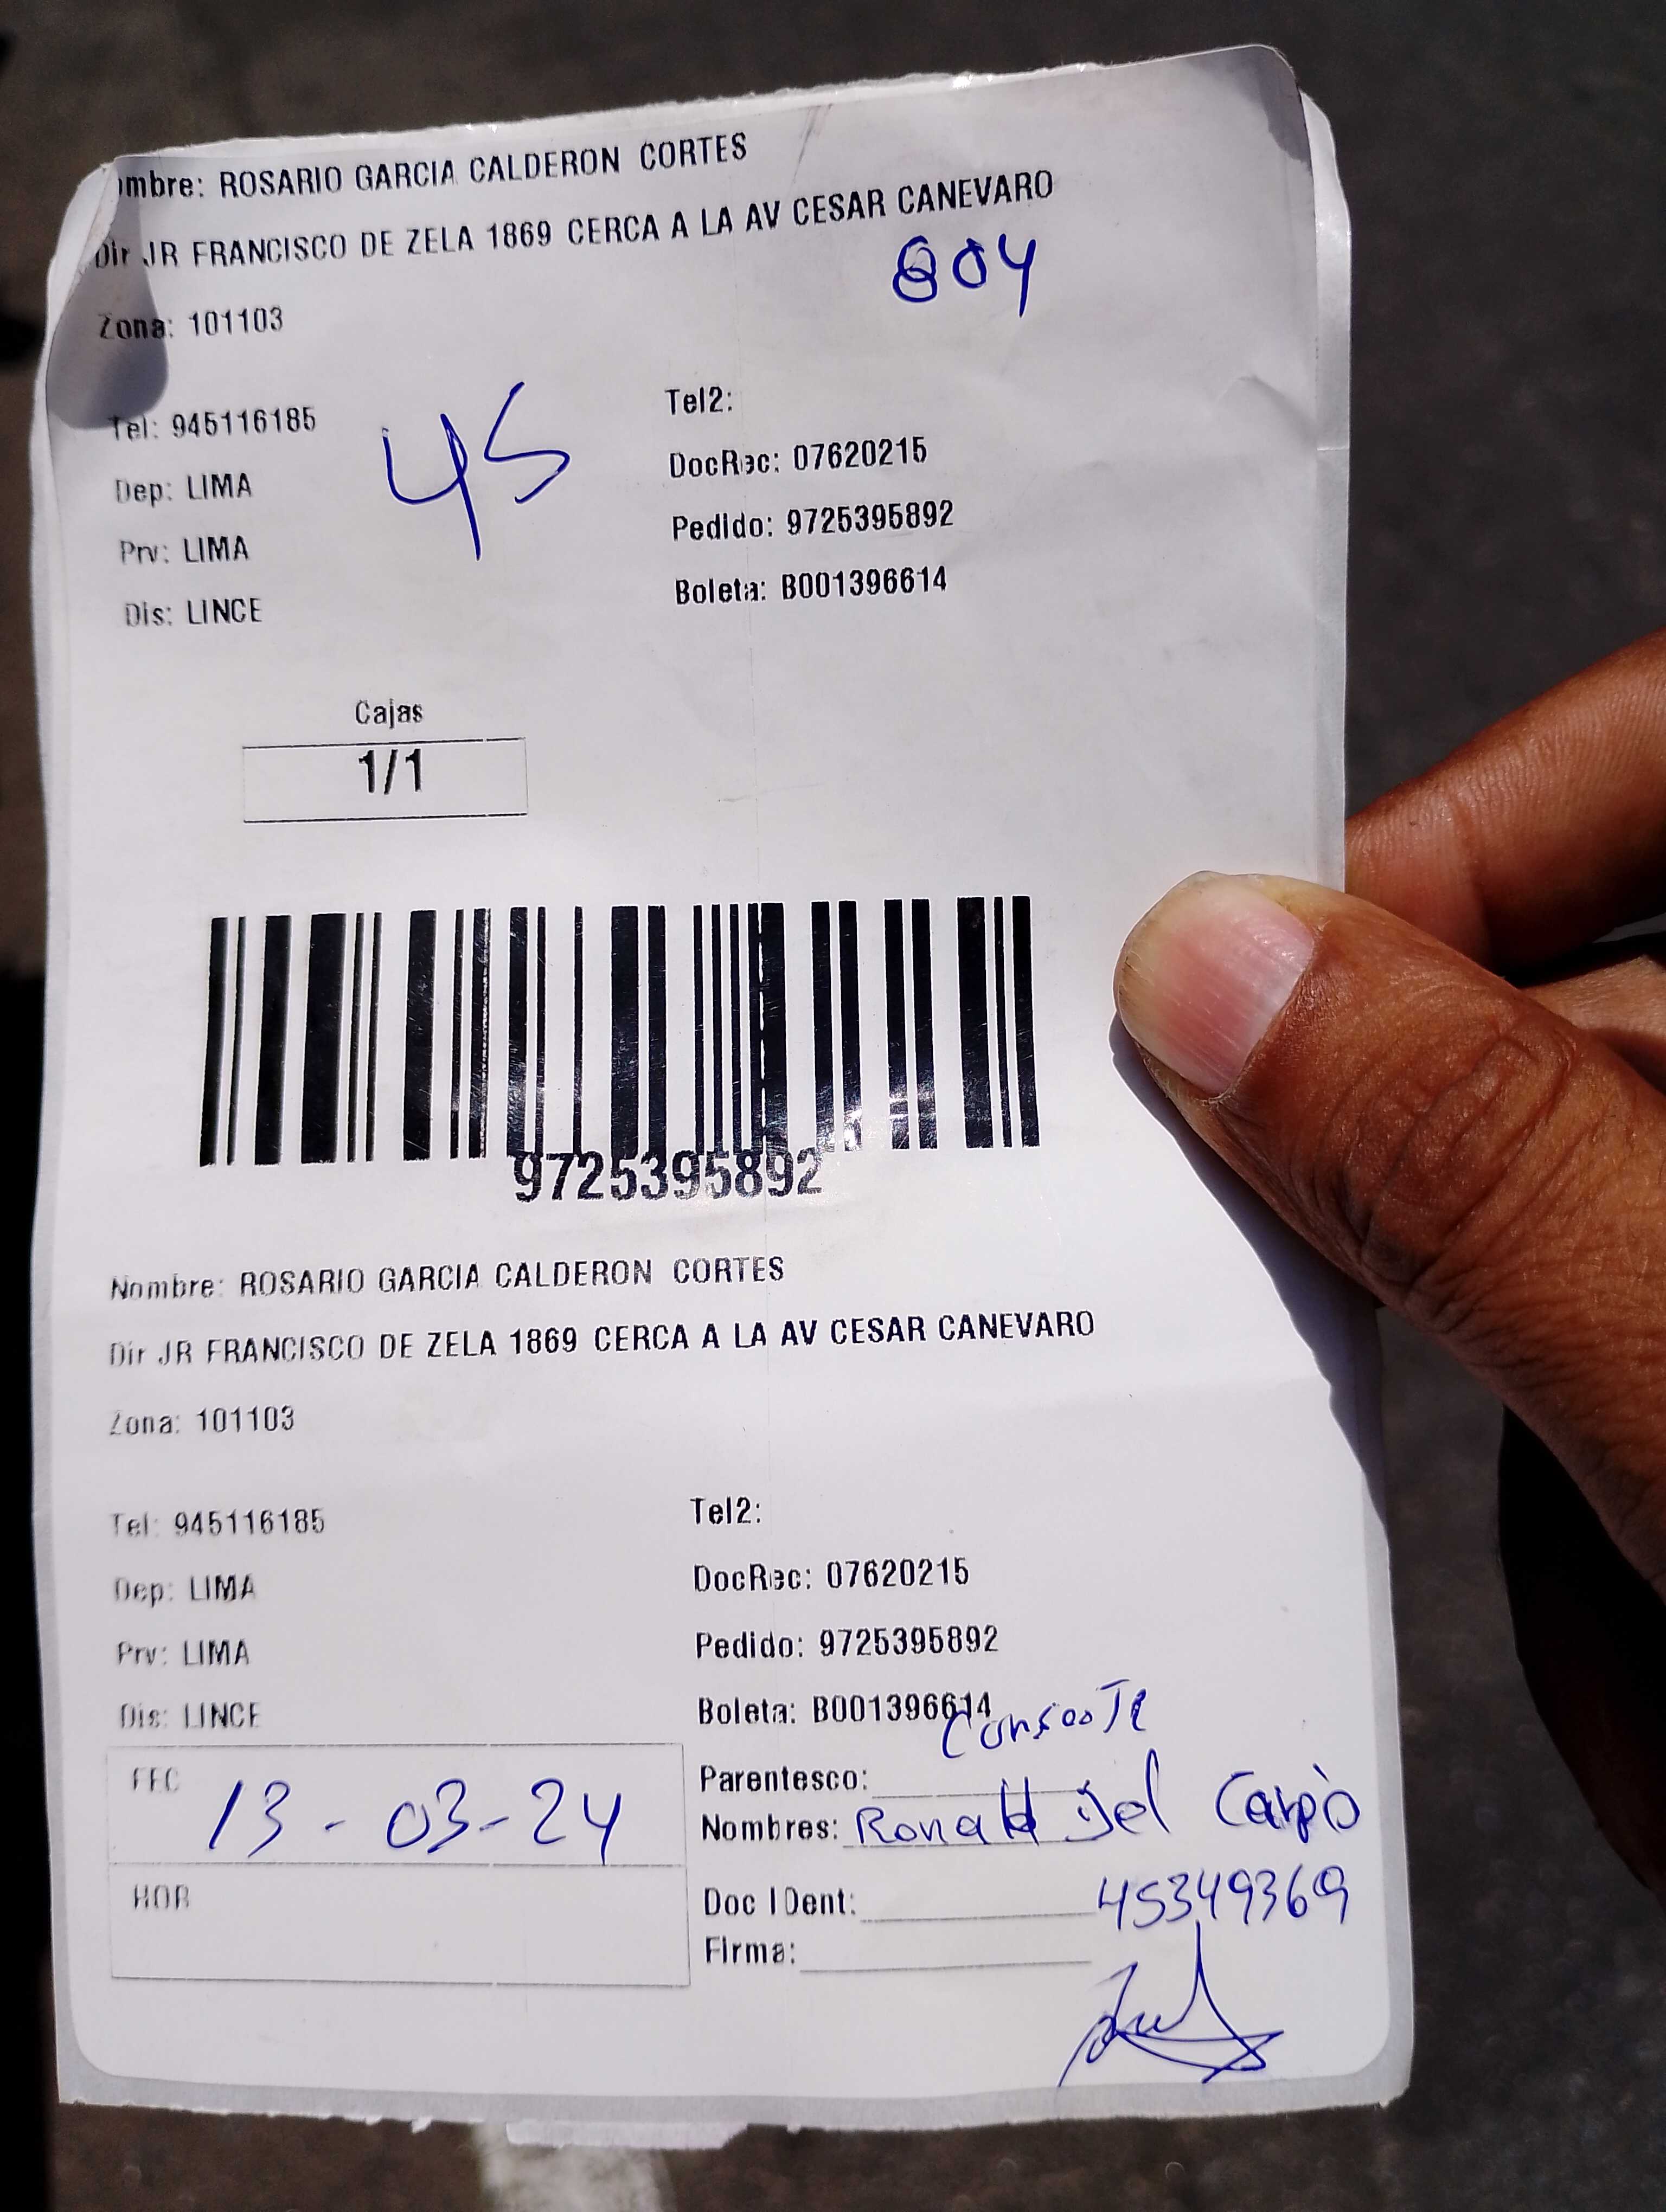 ombre: ROSARIO GARCIA CALDERON CORTES
Dir JR FRANCISCO DE ZELA 1869 CERCA A LA AV CESAR CANEVARO
804
Zona: 101103
Tel: 945116185
45
Tel2:
DocRec: 07620215
Dep: LIMA
Pedido: 9725395892
Prv: LIMA
Boleta: B001396614
Dis: LINCE
Cajas
1/1
9725395892
Nombre: ROSARIO GARCIA CALDERON CORTES
Dir JR FRANCISCO DE ZELA 1869 CERCA A LA AV CESAR CANEVARO
Zona: 101103
Tel: 945116185
Tel2:
Dep: LIMA
DocRec: 07620215
Prv: LIMA
Pedido: 9725395892
Dis: LINCE
Boleta: B001396614
FEC 13-03-24
HOR
Parentesco:
Nombres: Ronald Del Carpio
Doc IDent: 45349369
Firma: